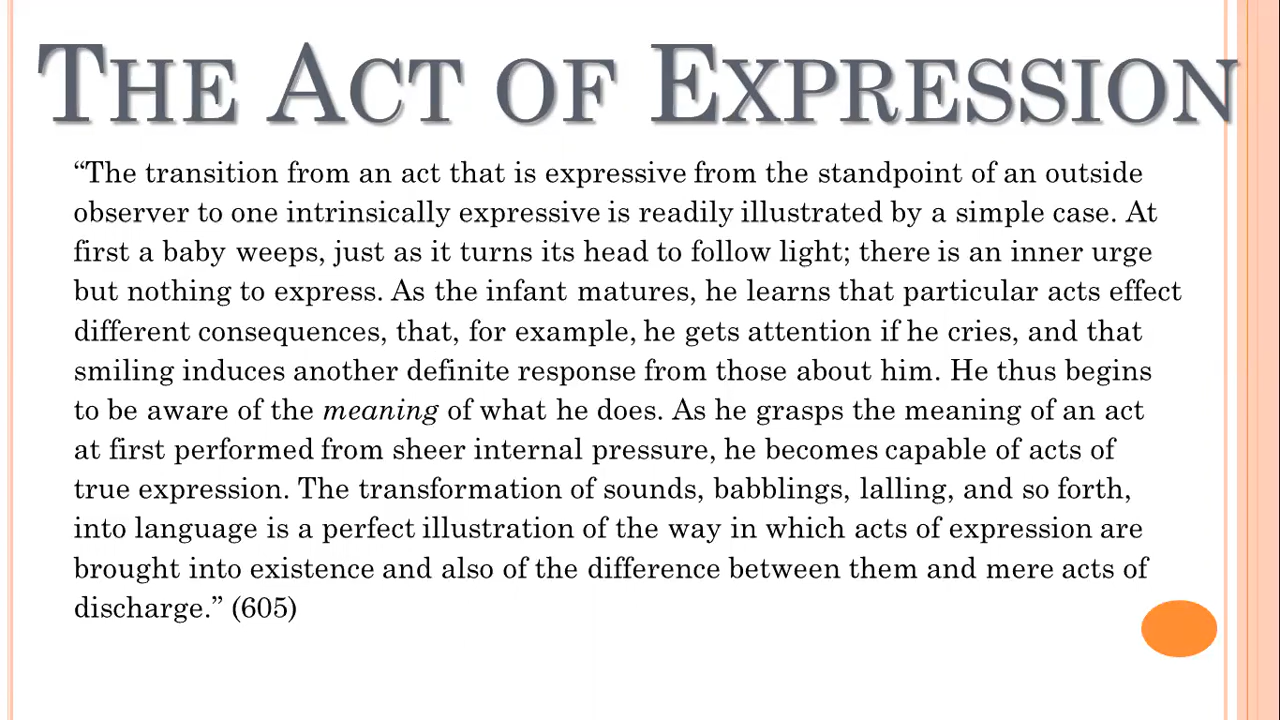 THE ACT OF EXPRESSION
“The transition from an act that is expressive from the standpoint of an outside
observer to one intrinsically expressive is readily illustrated by a simple case. At
first a baby weeps, just as it turns its head to follow light; there is an inner urge
but nothing to express. As the infant matures, he learns that particular acts effect
different consequences, that, for example, he gets attention if he cries, and that
smiling induces another definite response from those about him. He thus begins
to be aware of the meaning of what he does. As he grasps the meaning of an act
at first performed from sheer internal pressure, he becomes capable of acts of
true expression. The transformation of sounds, babblings, lalling, and so forth,
into language is a perfect illustration of the way in which acts of expression are
brought into existence and also of the difference between them and mere acts of
discharge.” (605)